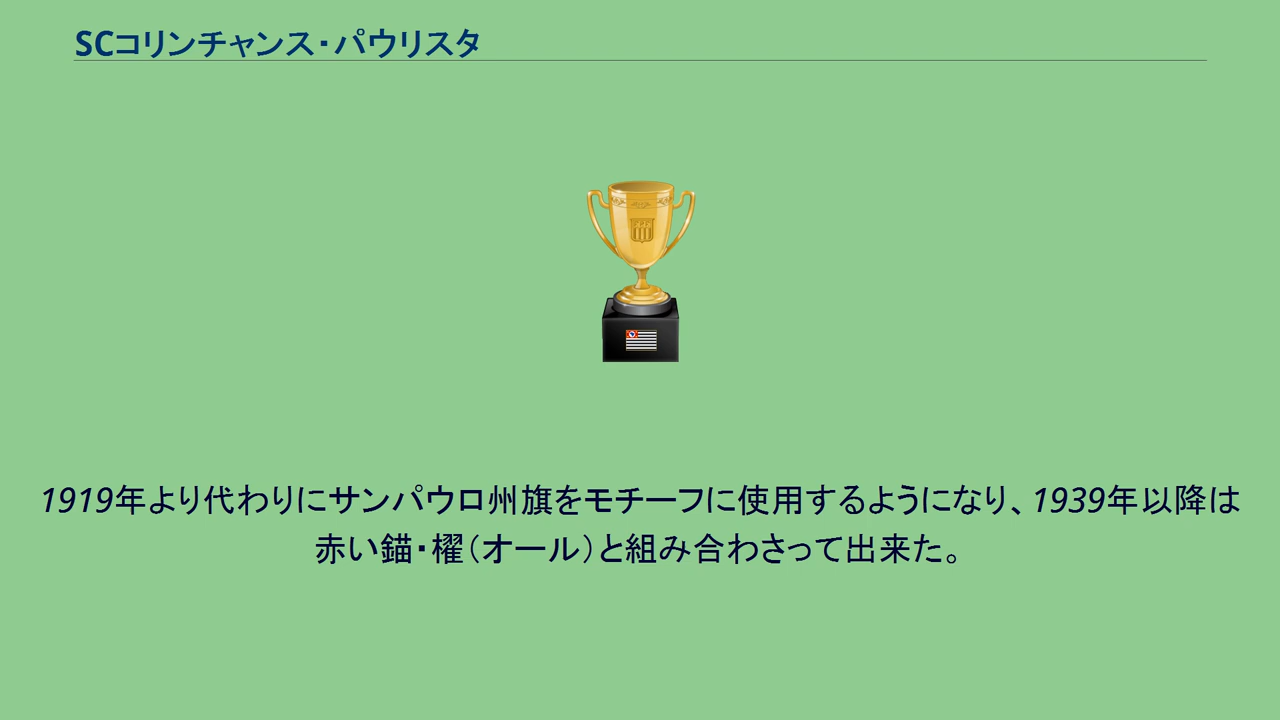 SCコリンチャンス・パウリスタ
1919年より代わりにサンパウロ州旗をモチーフに使用するようになり、1939年以降は
赤い錨・櫂（オール）と組み合わさって出来た。